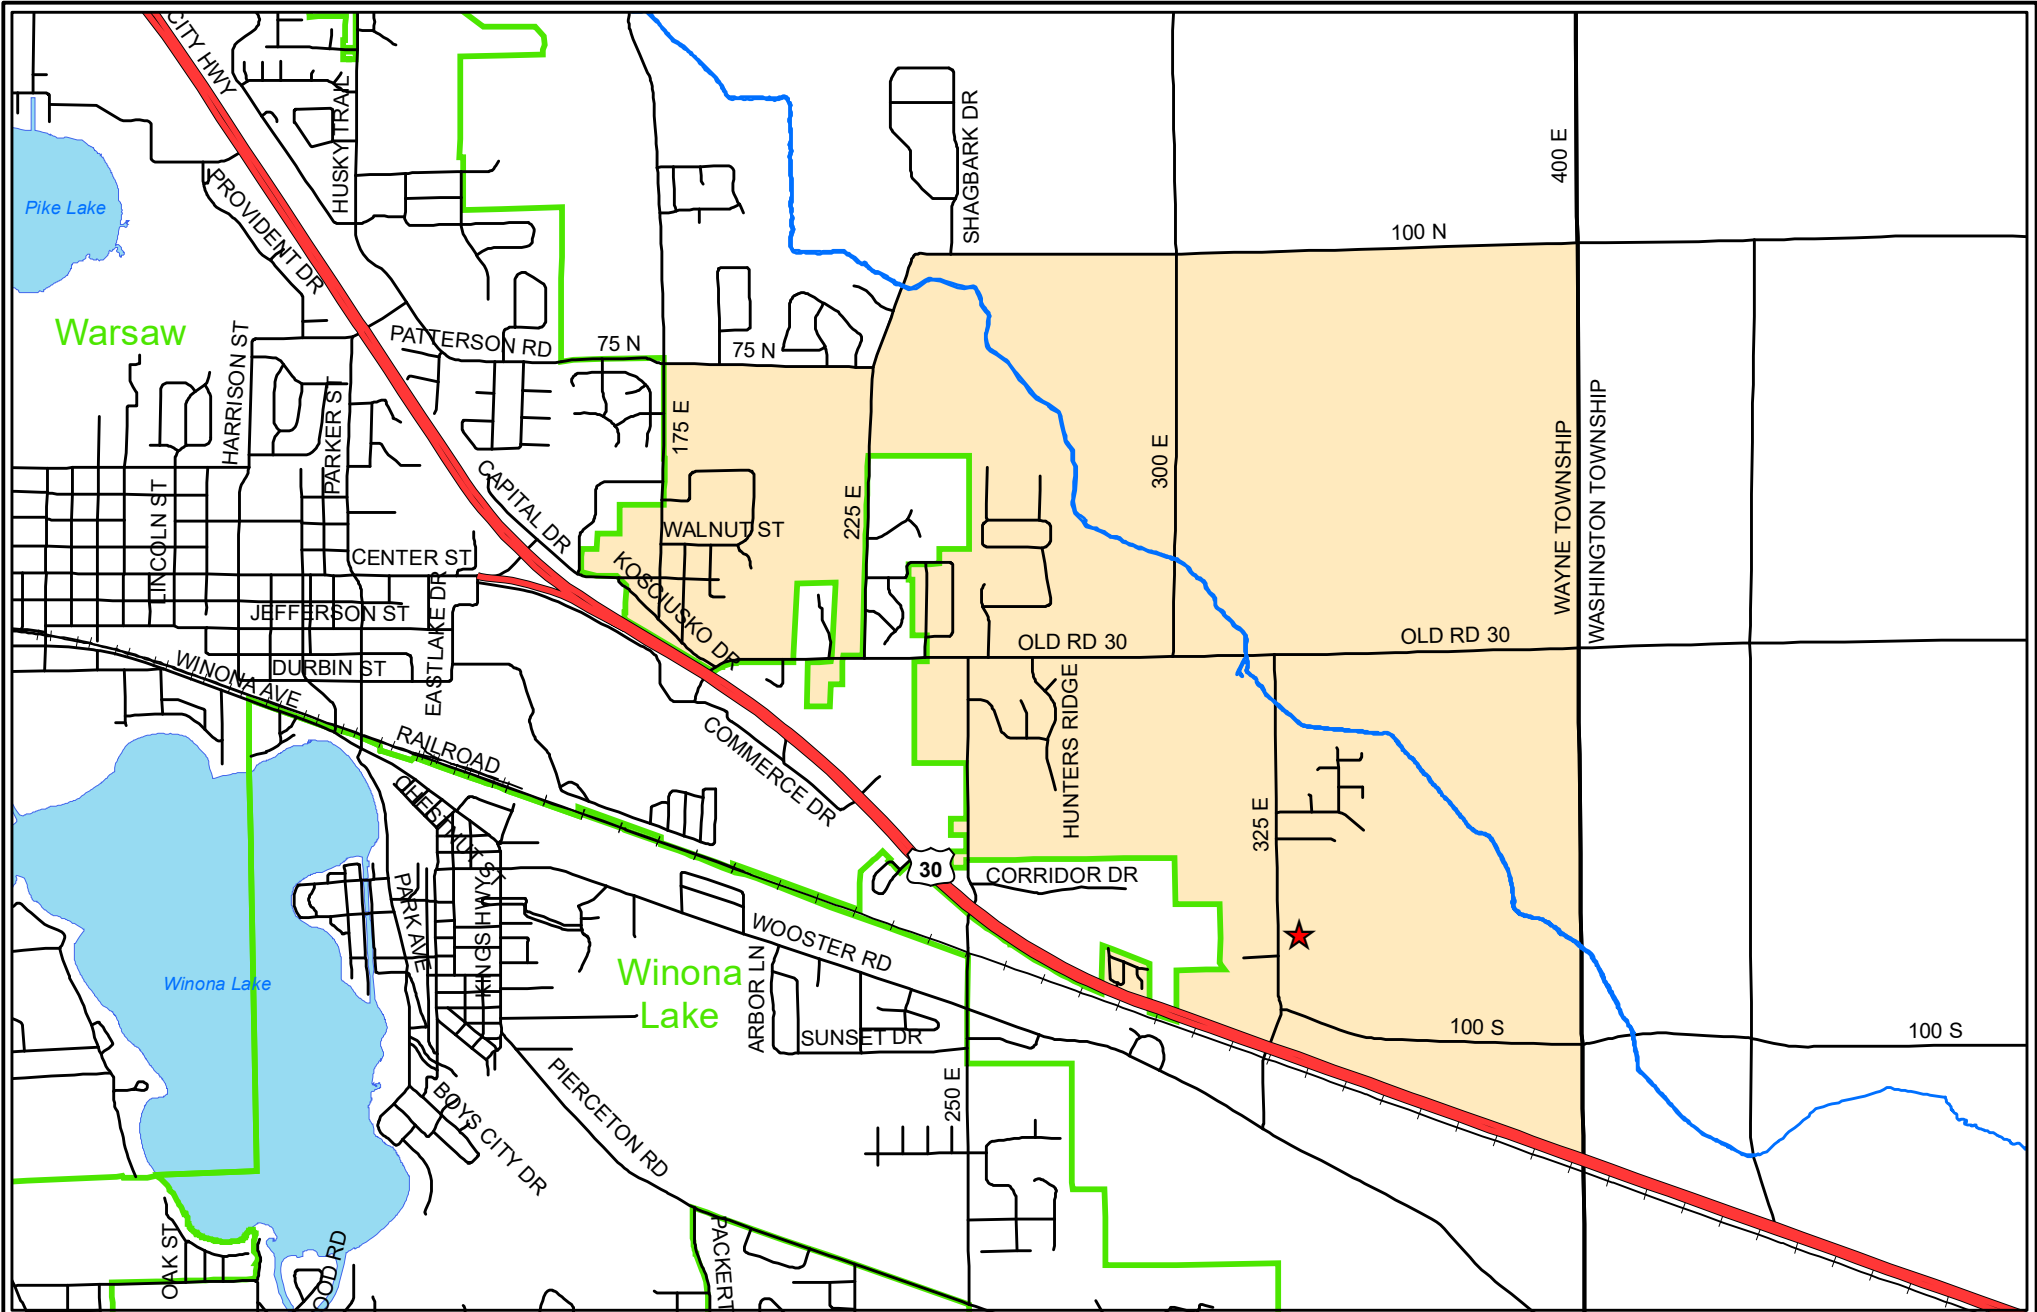 CITY HWY
HUSKY TRAIL
SHAGBARK DR
400 E
Pike Lake
PROVIDENT DR
100 N
Warsaw
HARRISON ST
PATTERSON RD
75 N
75 N
PARKER ST
175 E
300 E
WAYNE TOWNSHIP
WASHINGTON TOWNSHIP
LINCOLN ST
CAPITAL DR
225 E
WALNUT ST
CENTER ST
KOSCIUSKO DR
EASTLAKE DR
JEFFERSON ST
OLD RD 30
OLD RD 30
DURBIN ST
WINONA AVE
HUNTERS RIDGE
RAILROAD
COMMERCE DR
CHESTNUT ST
325 E
30
CORRIDOR DR
PARK AVE
KINGS HWY S
WOOSTER RD
Winona
Lake
ARBOR LN
Winona Lake
SUNSET DR
100 S
100 S
250 E
PIERCETON RD
BOYS CITY DR
OAK ST
OOD RD
PACKERT